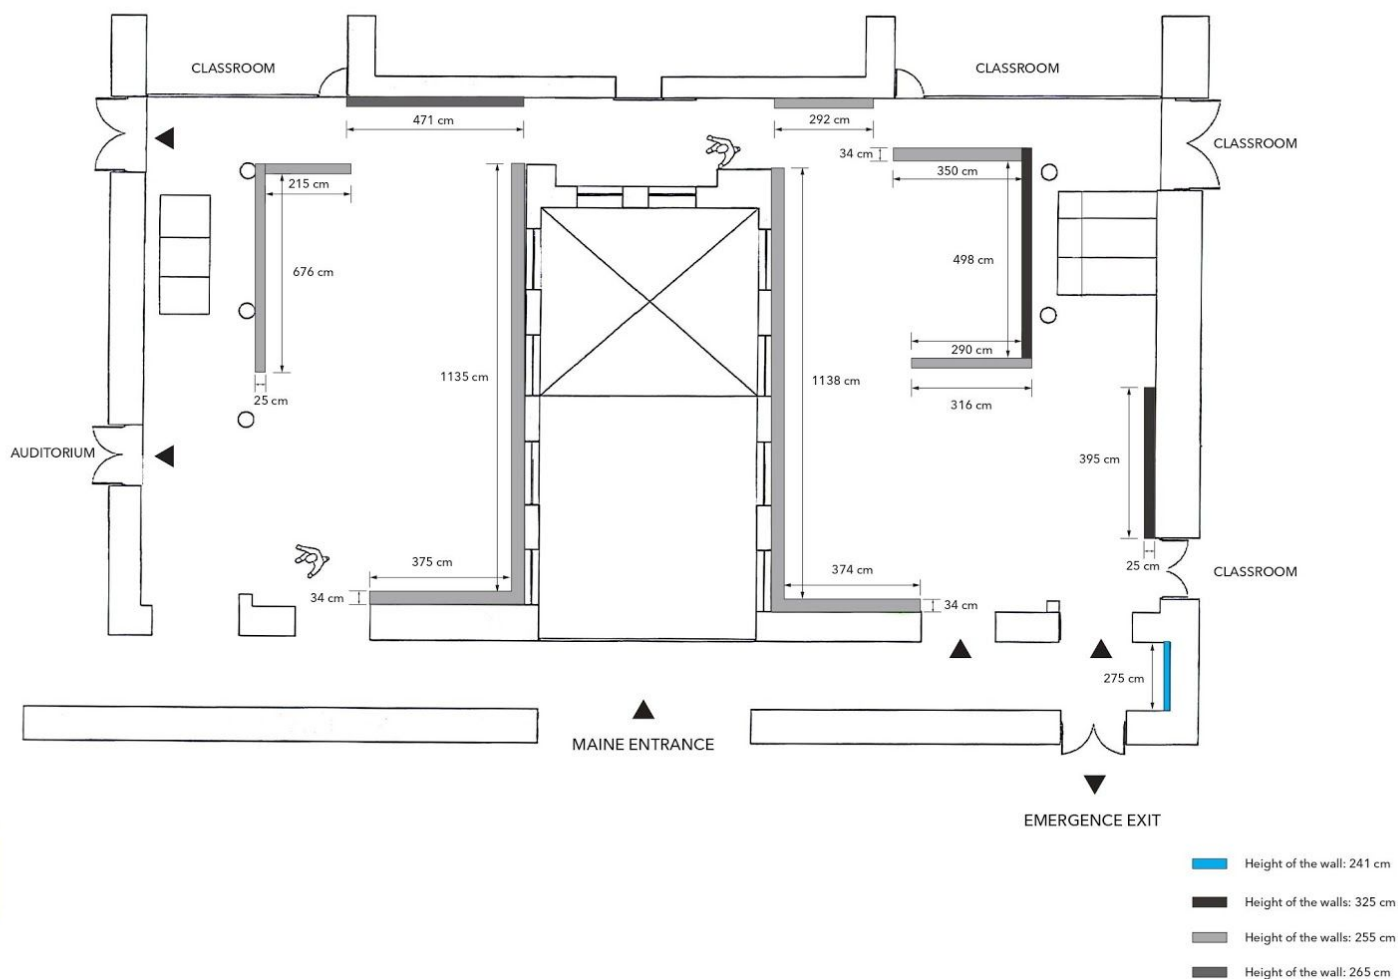 CLASSROOM
CLASSROOM
471 cm
292 cm
CLASSROOM
34 cm
350 cm
215 cm
676 cm
498 cm
290 cm
1135 cm
1138 cm
25 cm
316 cm
AUDITORIUM
395 cm
375 cm
374 cm
25 cm
CLASSROOM
34 cm
34 cm
275 cm
MAINE ENTRANCE
EMERGENCE EXIT
Height of the wall: 241 cm
Height of the walls: 325 cm
Height of the walls: 255 cm
Height of the wall: 265 cm